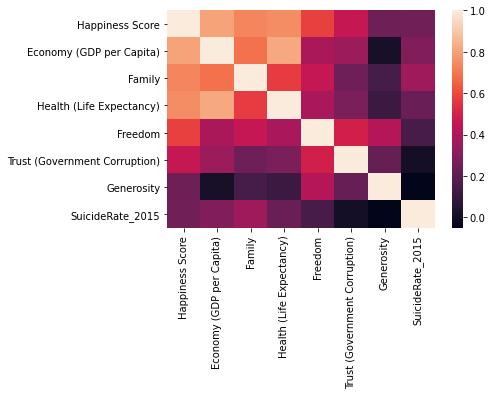 Happiness Score
Economy (GDP per Capita)
Family
Health (Life Expectancy)
Freedom
Trust (Government Corruption)
Generosity
SuicideRate_2015
Happiness Score
Economy (GDP per Capita)
Family
Health (Life Expectancy)
Freedom
Trust (Government Corruption)
Generosity
SuicideRate_2015
1.0
0.8
0.6
0.4
0.2
0.0